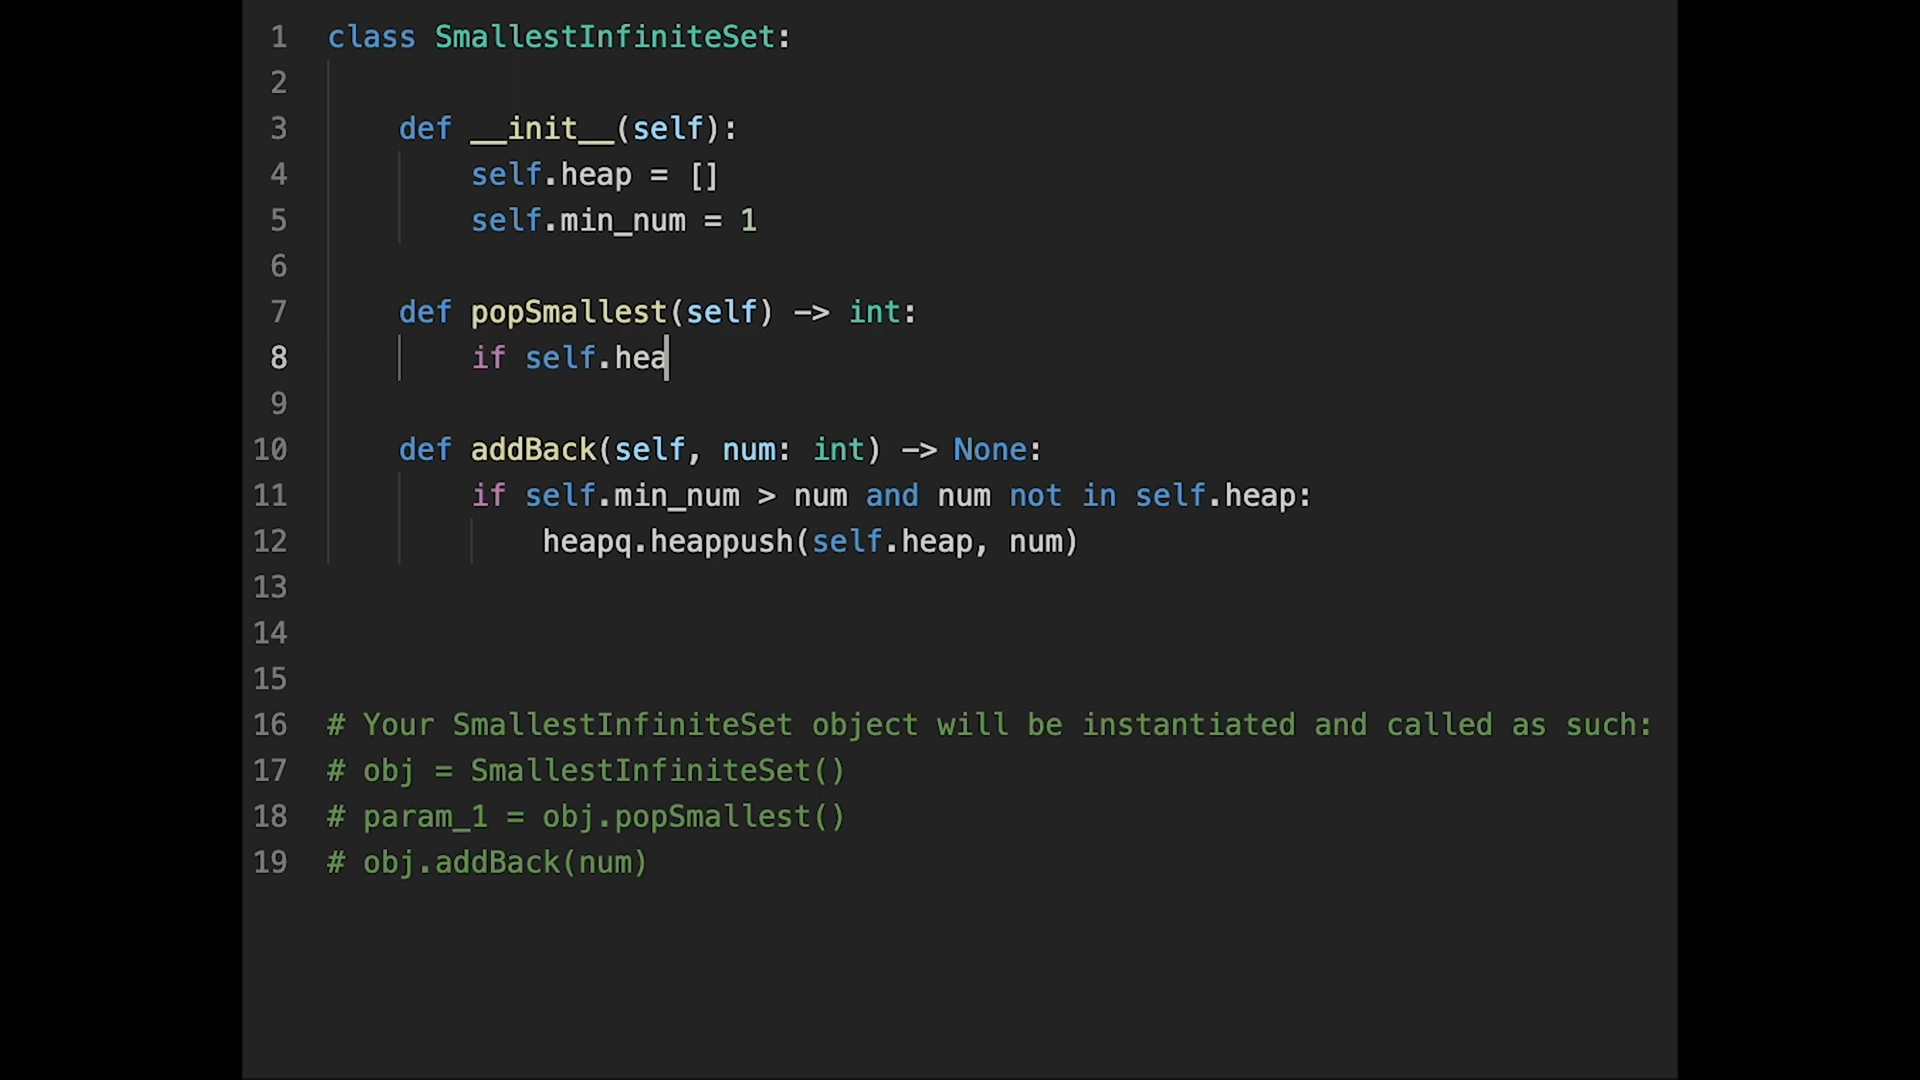 1 class SmallestInfiniteSet:
2
3 def __init__(self):
4 self.heap = []
5 self.min_num = 1
6
7 def popSmallest(self) -> int:
8 if self.hea
9
10 def addBack(self, num: int) -> None:
11 if self.min_num > num and num not in self.heap:
12 heapq.heappush(self.heap, num)
13
14
15
16 # Your SmallestInfiniteSet object will be instantiated and called as such:
17 # obj = SmallestInfiniteSet()
18 # param_1 = obj.popSmallest()
19 # obj.addBack(num)